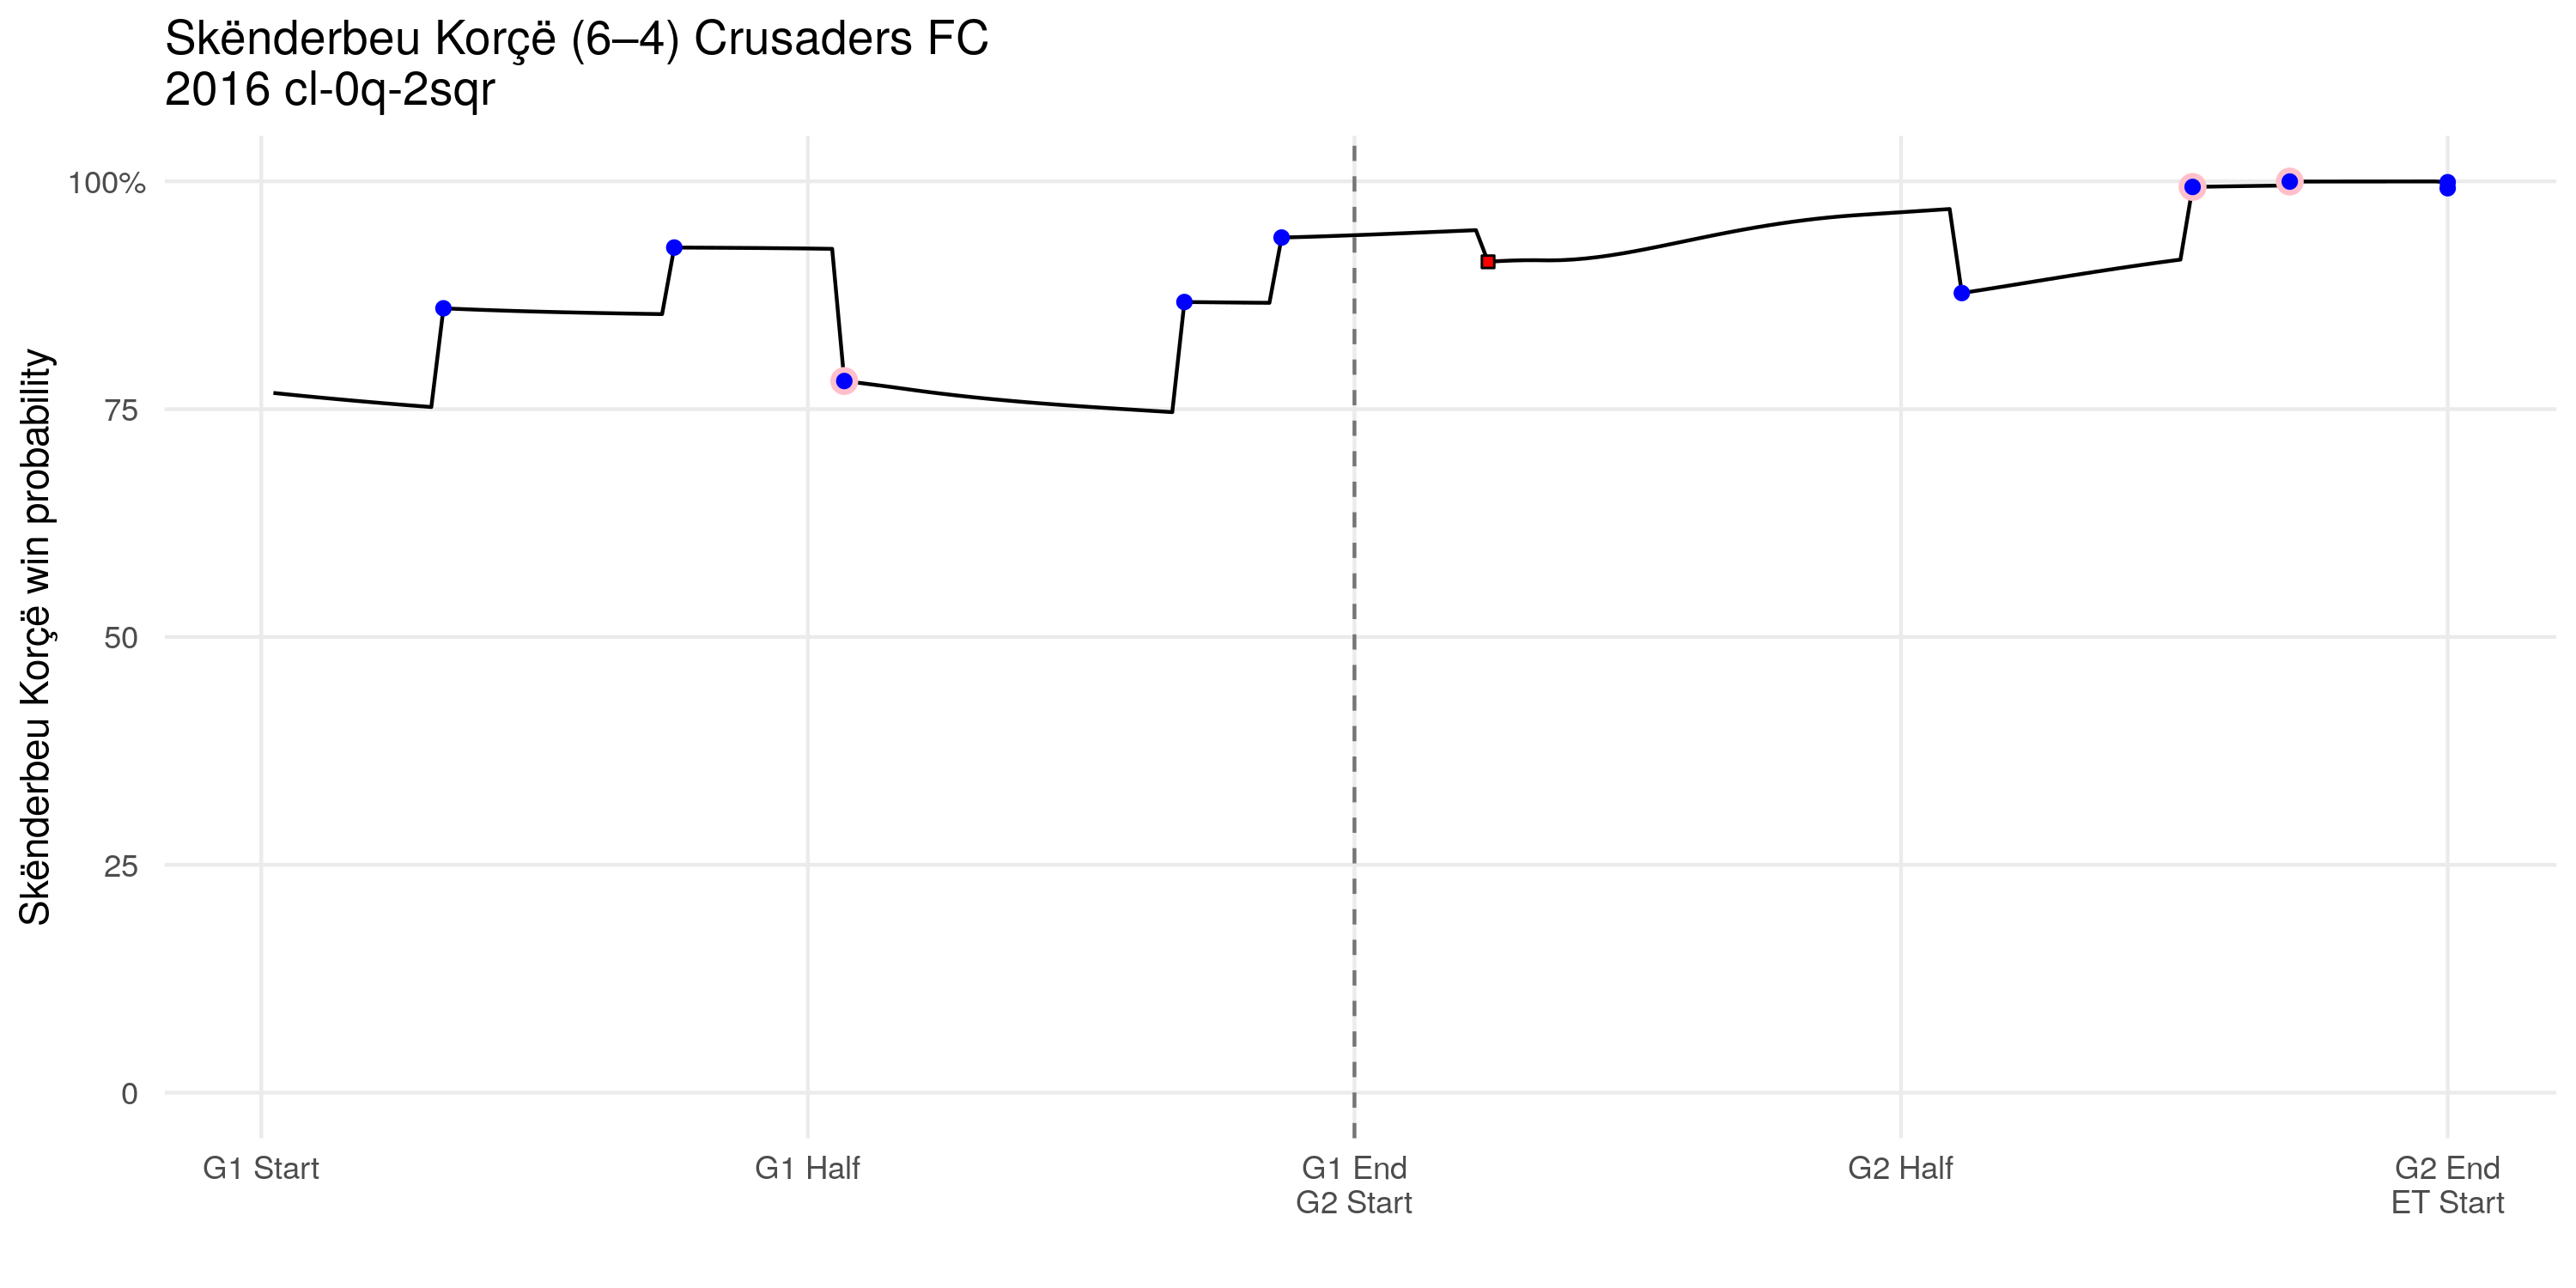 Skënderbeu Korçë (6–4) Crusaders FC
2016 cl-0q-2sqr
Skënderbeu Korçë win probability
100%
75
50
25
0
G1 Start
G1 Half
G1 End
G2 Start
G2 Half
G2 End
ET Start